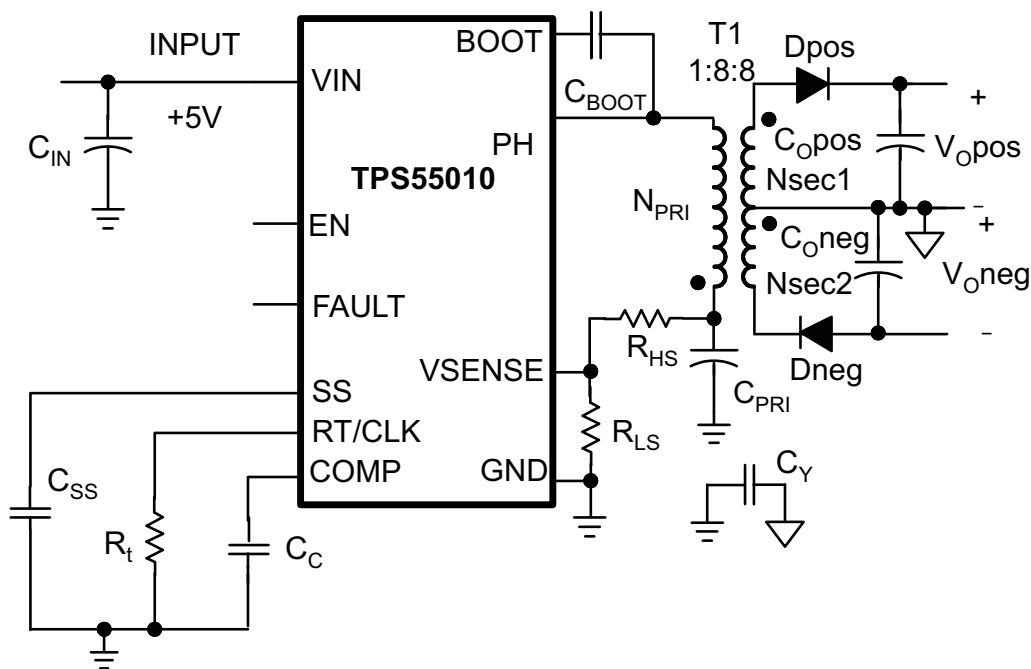 INPUT
+5V
C_IN
VIN
EN
FAULT
SS
RT/CLK
COMP
BOOT
PH
TPS55010
VSENSE
GND
C_BOOT
T1
1:8:8
Dpos
+
C_Opos
V_Opos
Nsec1
N_PRI
−
+
C_Oneg
V_Oneg
Nsec2
−
Dneg
R_HS
C_PRI
R_LS
C_Y
C_SS
R_t
C_C